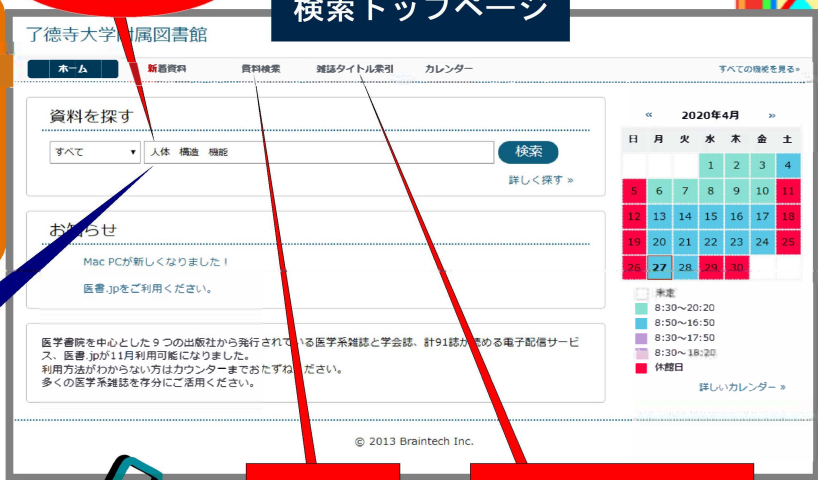 検索トップページ
了德寺大学附属図書館
ホーム 新着資料 資料検索 雑誌タイトル索引 カレンダー すべての機能を見る»
資料を探す
すべて ▼ 人体 構造 機能 検索
詳しく探す »
お知らせ
Mac PCが新しくなりました！
医書.jpをご利用ください。
医学書院を中心とした９つの出版社から発行されている医学系雑誌と学会誌、計91誌が読める電子配信サービ
ス、医書.jpが11月利用可能になりました。
利用方法がわからない方はカウンターまでおたずねください。
多くの医学系雑誌を存分にご活用ください。
« 2020年4月 »
日 月 火 水 木 金 土
1 2 3 4
5 6 7 8 9 10 11
12 13 14 15 16 17 18
19 20 21 22 23 24 25
26 27 28 29 30
未定
8:30～20:20
8:50～16:50
8:30～17:50
8:30～18:20
休館日
詳しいカレンダー »
© 2013 Braintech Inc.